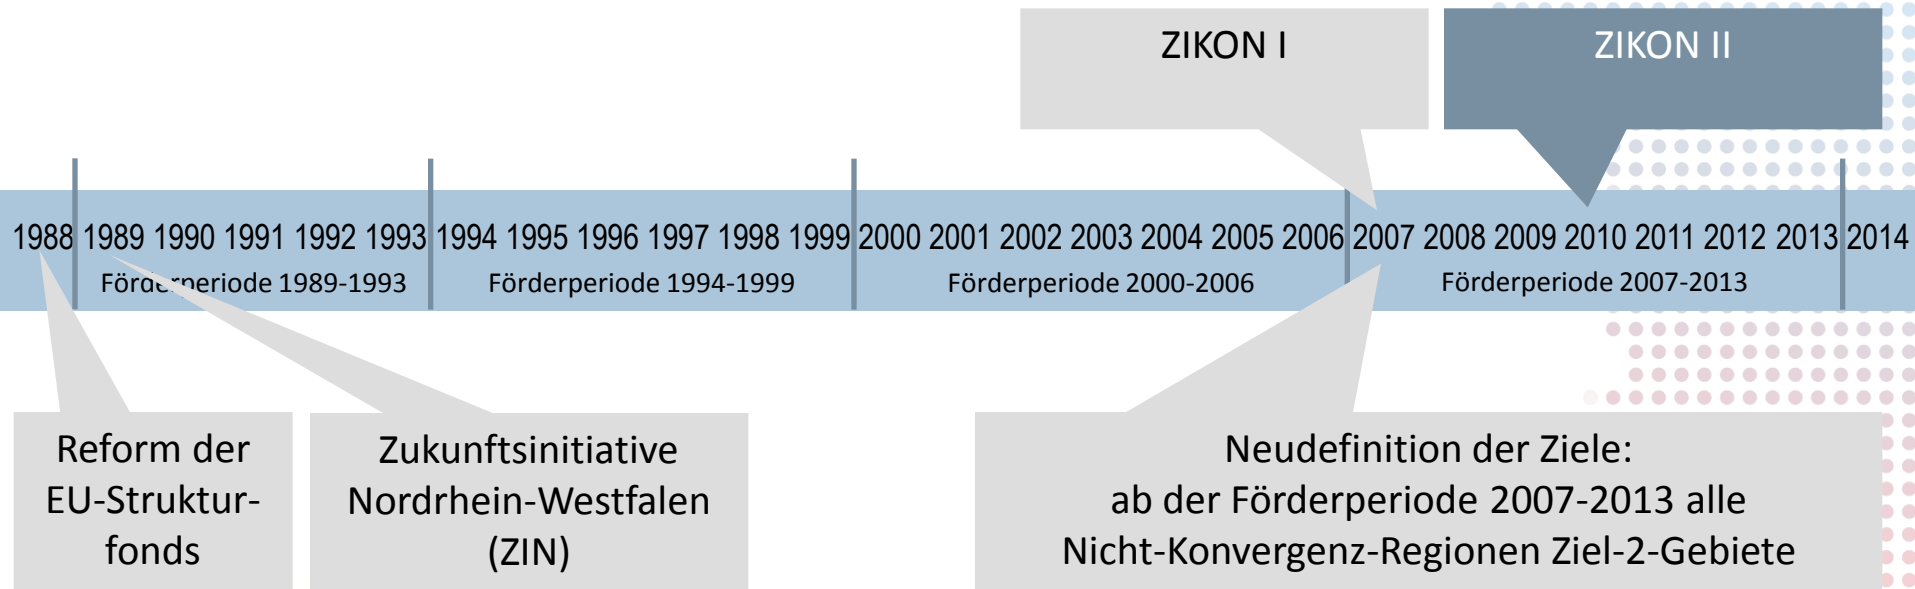 ZIKON I
ZIKON II
1988 1989 1990 1991 1992 1993 1994 1995 1996 1997 1998 1999 2000 2001 2002 2003 2004 2005 2006 2007 2008 2009 2010 2011 2012 2013 2014
Förderperiode 1989-1993
Förderperiode 1994-1999
Förderperiode 2000-2006
Förderperiode 2007-2013
Reform der
EU-Struktur-
fonds
Zukunftsinitiative
Nordrhein-Westfalen
(ZIN)
Neudefinition der Ziele:
ab der Förderperiode 2007-2013 alle
Nicht-Konvergenz-Regionen Ziel-2-Gebiete